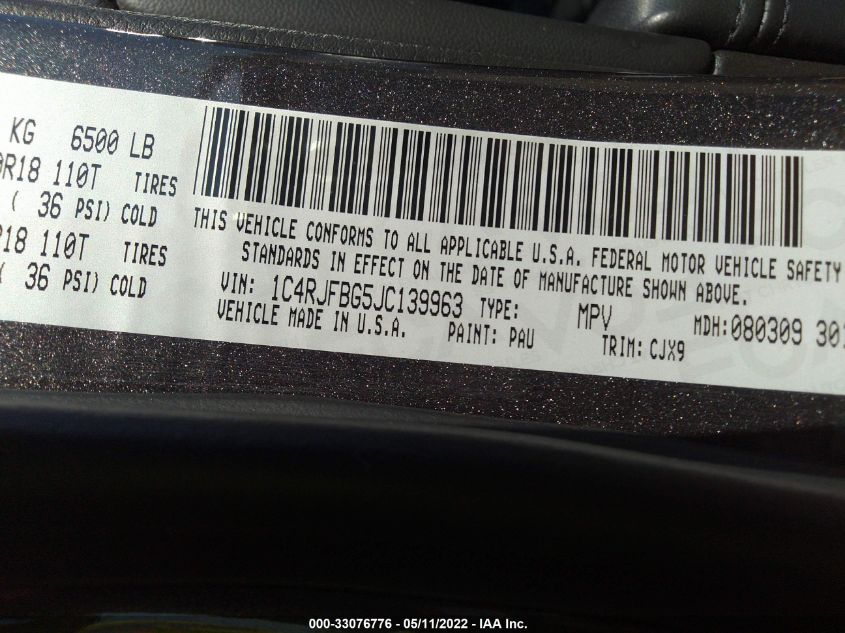 KG 6500 LB
R18 110T TIRES
( 36 PSI) COLD
R18 110T TIRES
( 36 PSI) COLD
THIS VEHICLE CONFORMS TO ALL APPLICABLE U.S.A. FEDERAL MOTOR VEHICLE SAFETY
STANDARDS IN EFFECT ON THE DATE OF MANUFACTURE SHOWN ABOVE.
VIN: 1C4RJFBG5JC139963 TYPE: MPV MDH: 080309 301
VEHICLE MADE IN U.S.A. PAINT: PAU TRIM: CJX9
000-33076776 - 05/11/2022 - IAA Inc.